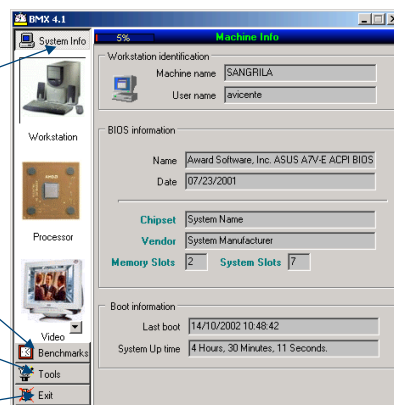 BMX 4.1
System Info
5%
Machine Info
Workstation identification
Machine name SANGRILA
User name avicente
Workstation
BIOS information
Name Award Software, Inc. ASUS A7V-E ACPI BIOS
Date 07/23/2001
Chipset System Name
Vendor System Manufacturer
Memory Slots 2 System Slots 7
Processor
Boot information
Last boot 14/10/2002 10:48:42
System Up time 4 Hours, 30 Minutes, 11 Seconds.
Video
Benchmarks
Tools
Exit